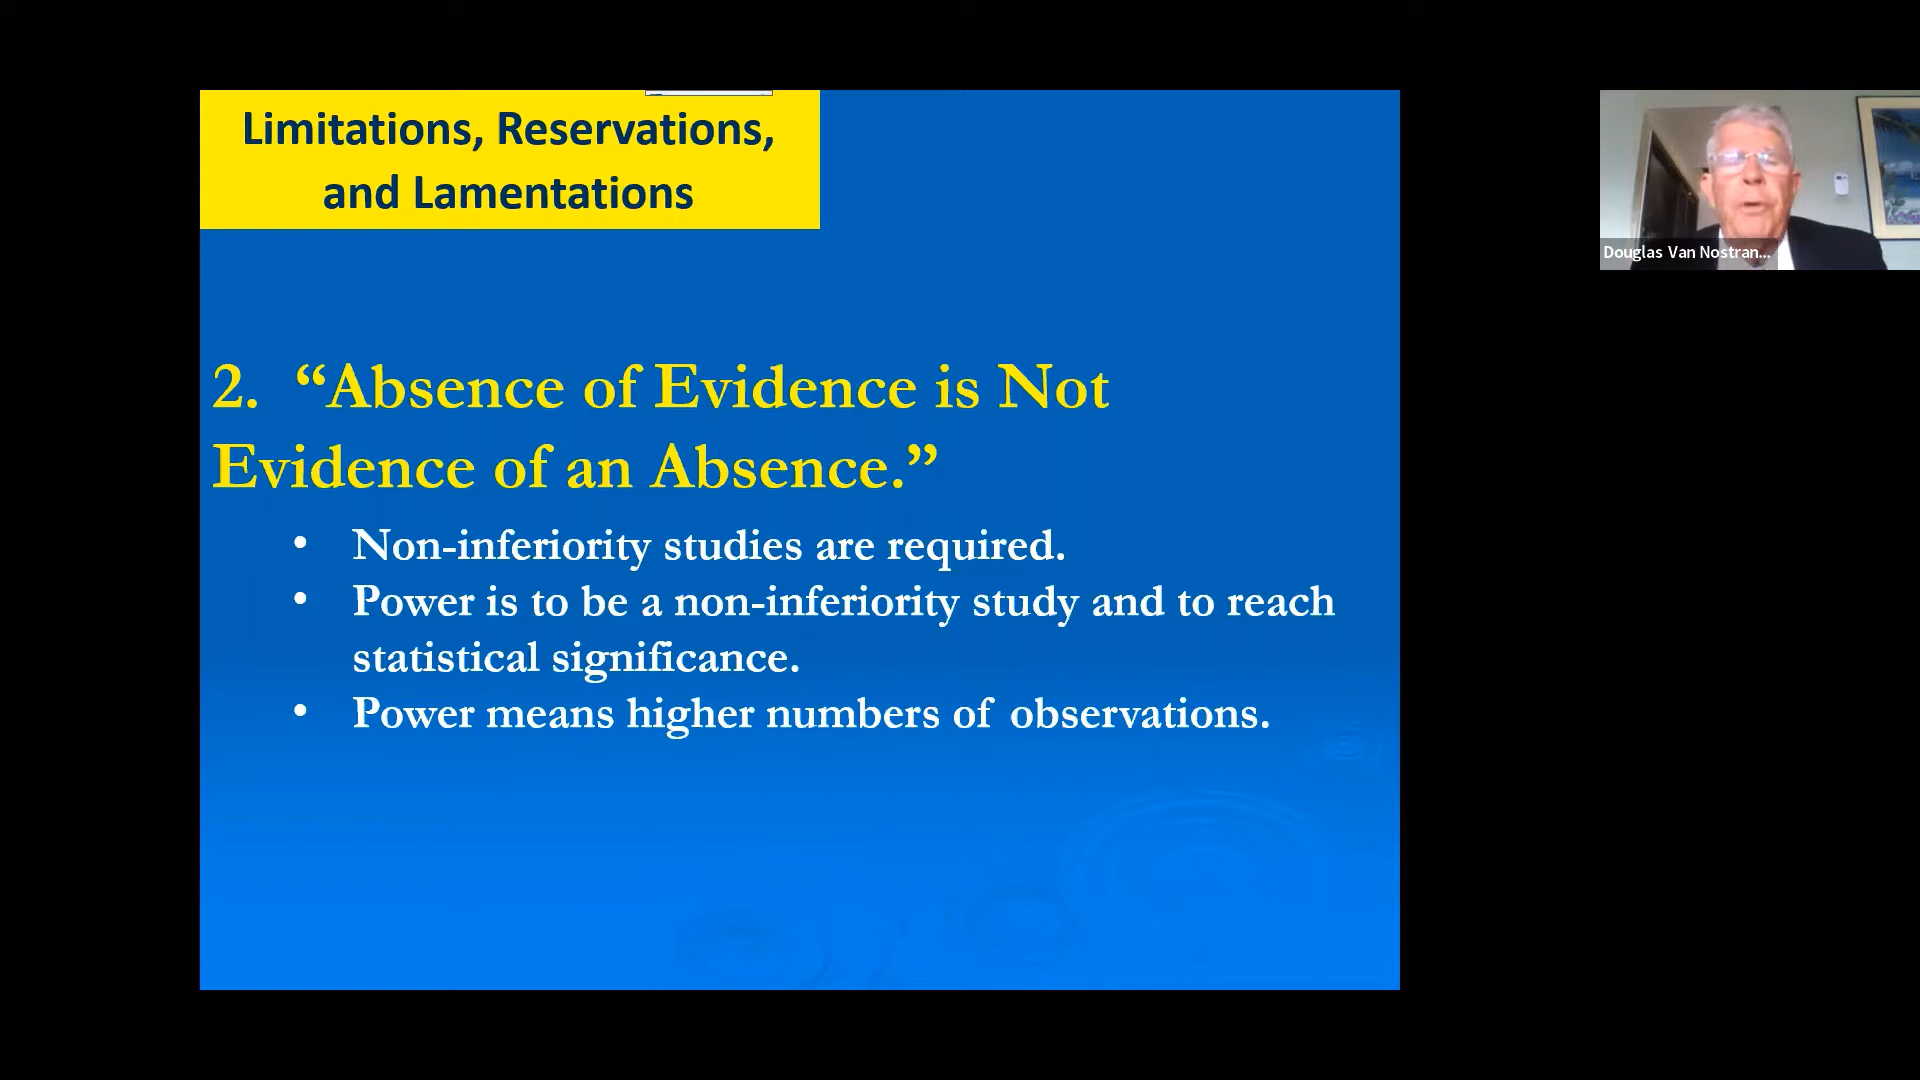 Limitations, Reservations,
and Lamentations
2. “Absence of Evidence is Not
Evidence of an Absence.”
• Non-inferiority studies are required.
• Power is to be a non-inferiority study and to reach
statistical significance.
• Power means higher numbers of observations.
Douglas Van Nostran...